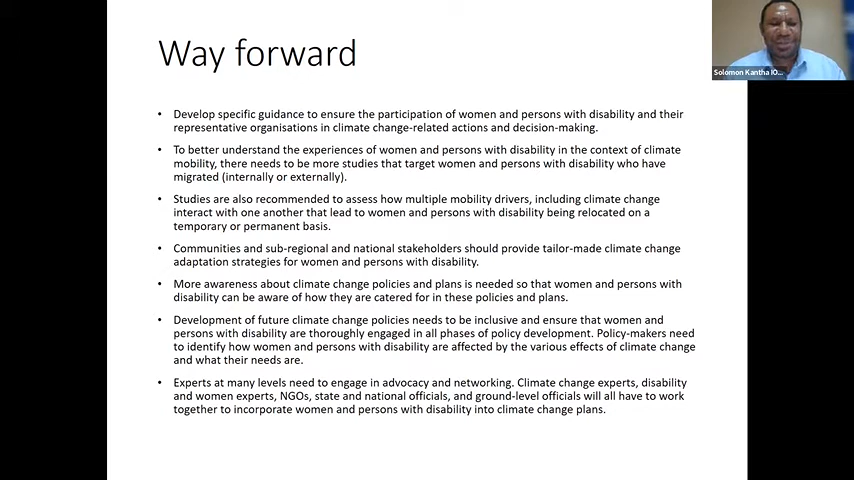 Way forward
Solomon Kantha IO...
• Develop specific guidance to ensure the participation of women and persons with disability and their
representative organisations in climate change-related actions and decision-making.
• To better understand the experiences of women and persons with disability in the context of climate
mobility, there needs to be more studies that target women and persons with disability who have
migrated (internally or externally).
• Studies are also recommended to assess how multiple mobility drivers, including climate change
interact with one another that lead to women and persons with disability being relocated on a
temporary or permanent basis.
• Communities and sub-regional and national stakeholders should provide tailor-made climate change
adaptation strategies for women and persons with disability.
• More awareness about climate change policies and plans is needed so that women and persons with
disability can be aware of how they are catered for in these policies and plans.
• Development of future climate change policies needs to be inclusive and ensure that women and
persons with disability are thoroughly engaged in all phases of policy development. Policy-makers need
to identify how women and persons with disability are affected by the various effects of climate change
and what their needs are.
• Experts at many levels need to engage in advocacy and networking. Climate change experts, disability
and women experts, NGOs, state and national officials, and ground-level officials will all have to work
together to incorporate women and persons with disability into climate change plans.